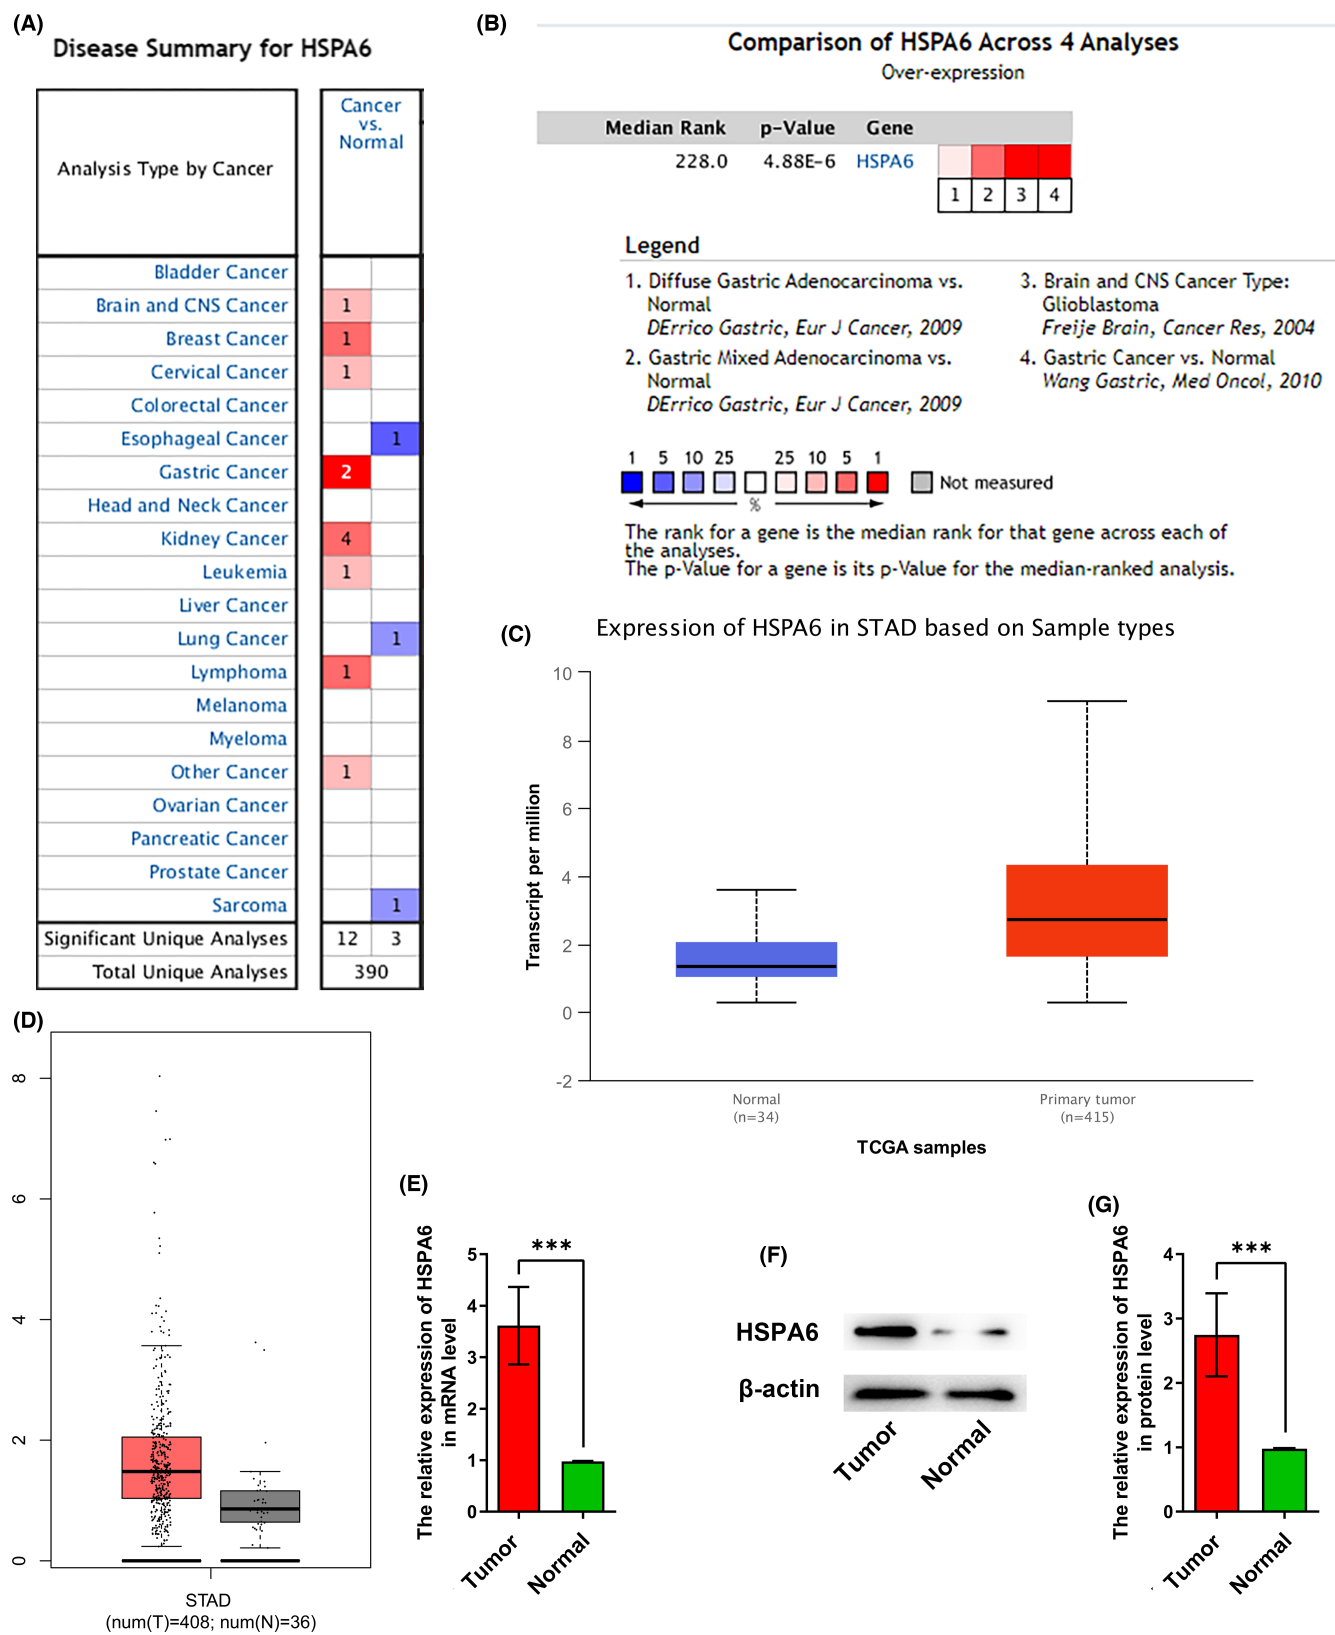 (A)
Disease Summary for HSPA6
Analysis Type by Cancer
Cancer
vs.
Normal
Bladder Cancer
Brain and CNS Cancer 1
Breast Cancer 1
Cervical Cancer 1
Colorectal Cancer
Esophageal Cancer 1
Gastric Cancer 2
Head and Neck Cancer
Kidney Cancer 4
Leukemia 1
Liver Cancer
Lung Cancer 1
Lymphoma 1
Melanoma
Myeloma
Other Cancer 1
Ovarian Cancer
Pancreatic Cancer
Prostate Cancer
Sarcoma 1
Significant Unique Analyses 12 3
Total Unique Analyses 390
(B)
Comparison of HSPA6 Across 4 Analyses
Over-expression
Median Rank p-Value Gene
228.0 4.88E-6 HSPA6
1 2 3 4
Legend
1. Diffuse Gastric Adenocarcinoma vs.
Normal
DErrico Gastric, Eur J Cancer, 2009
2. Gastric Mixed Adenocarcinoma vs.
Normal
DErrico Gastric, Eur J Cancer, 2009
3. Brain and CNS Cancer Type:
Glioblastoma
Freije Brain, Cancer Res, 2004
4. Gastric Cancer vs. Normal
Wang Gastric, Med Oncol, 2010
1 5 10 25 25 10 5 1
%
Not measured
The rank for a gene is the median rank for that gene across each of
the analyses.
The p-Value for a gene is its p-Value for the median-ranked analysis.
(C)
Expression of HSPA6 in STAD based on Sample types
Transcript per million
10
8
6
4
2
0
-2
Normal
(n=34)
Primary tumor
(n=415)
TCGA samples
(D)
8
6
4
2
0
STAD
(num(T)=408; num(N)=36)
(E)
The relative expression of HSPA6
in mRNA level
5
4
3
2
1
0
***
Tumor
Normal
(F)
HSPA6
β-actin
Tumor
Normal
(G)
The relative expression of HSPA6
in protein level
4
3
2
1
0
***
Tumor
Normal